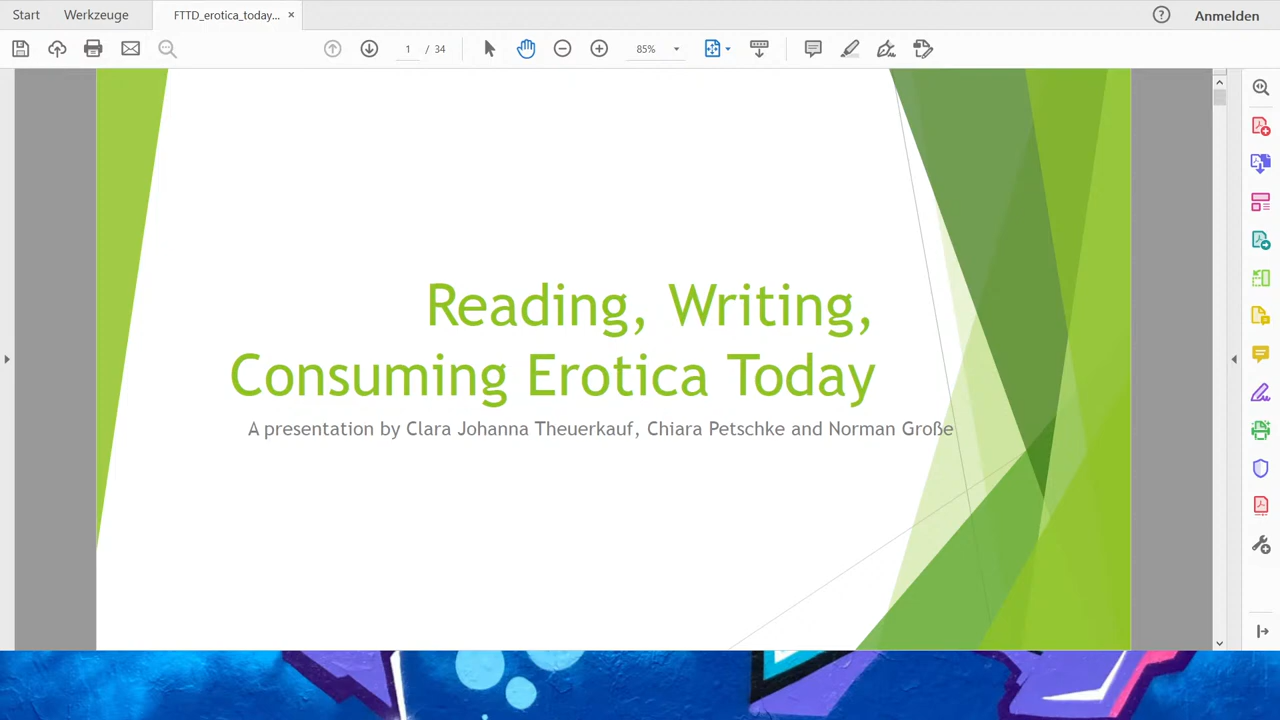 Start Werkzeuge FTTD_erotica_today... × Anmelden
1 / 34 85%
Reading, Writing,
Consuming Erotica Today
A presentation by Clara Johanna Theuerkauf, Chiara Petschke and Norman Große